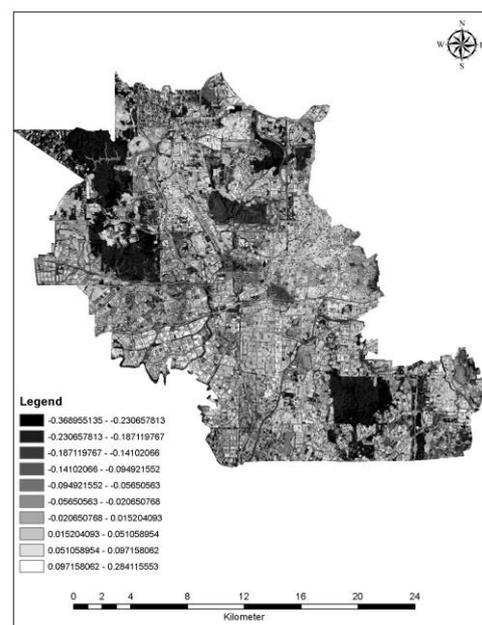 N
W E
S
Legend
-0.368955135 - -0.230657813
-0.230657813 - -0.187119767
-0.187119767 - -0.14102066
-0.14102066 - -0.094921552
-0.094921552 - -0.05650563
-0.05650563 - -0.020650768
-0.020650768 - 0.015204093
0.015204093 - 0.051058954
0.051058954 - 0.097158062
0.097158062 - 0.284115553
0 2 4 8 12 16 20 24
Kilometer